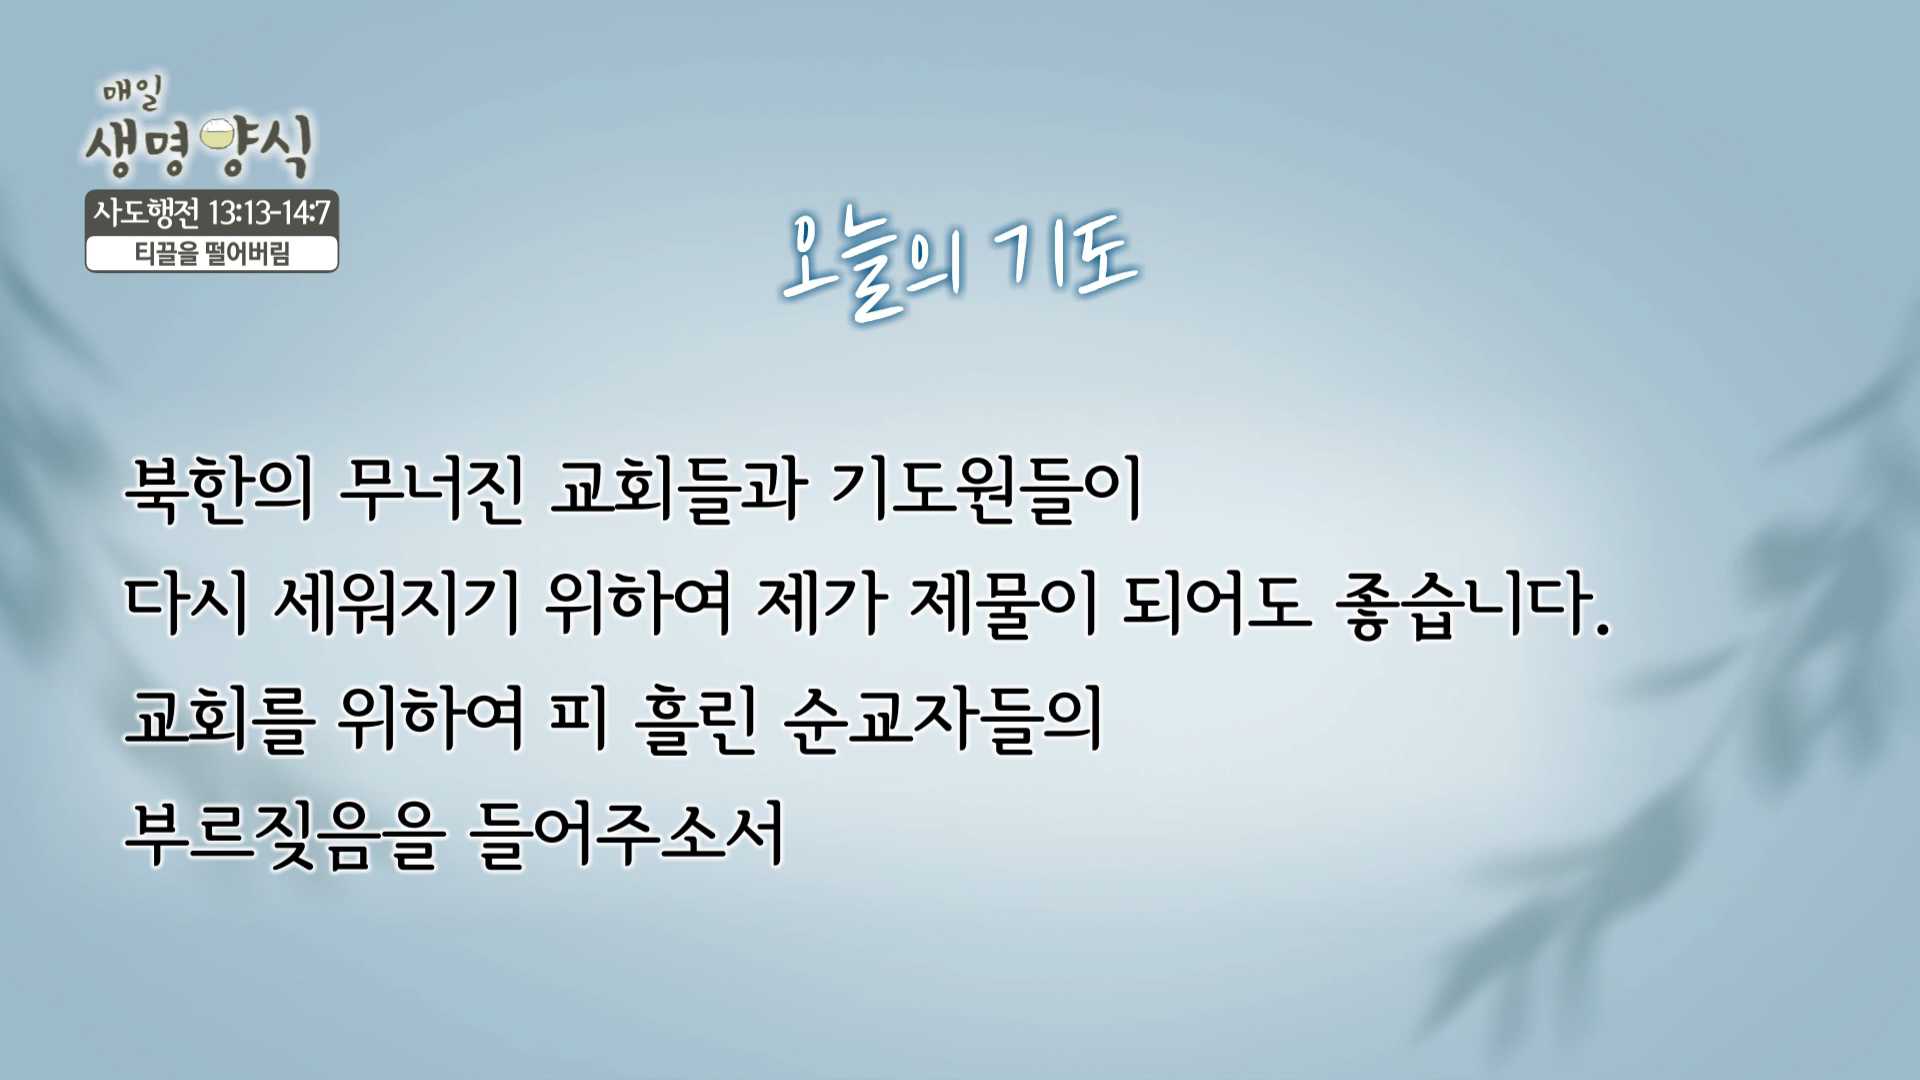 매일
생명양식
사도행전 13:13-14:7
티끌을 떨어버림
오늘의 기도
북한의 무너진 교회들과 기도원들이
다시 세워지기 위하여 제가 제물이 되어도 좋습니다.
교회를 위하여 피 흘린 순교자들의
부르짖음을 들어주소서